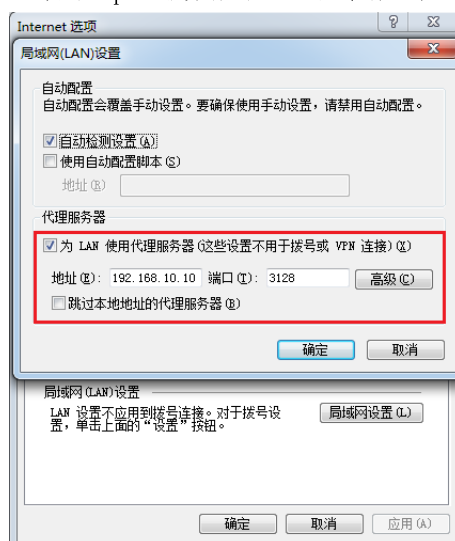 Internet 选项
局域网(LAN)设置
自动配置
自动配置会覆盖手动设置。要确保使用手动设置，请禁用自动配置。
自动检测设置(A)
使用自动配置脚本(S)
地址(R)
代理服务器
为 LAN 使用代理服务器(这些设置不用于拨号或 VPN 连接)(X)
地址(E): 192.168.10.10 端口(T): 3128 高级(C)
跳过本地地址的代理服务器(B)
确定 取消
局域网(LAN)设置
LAN 设置不应用到拨号连接。对于拨号设 局域网设置(L)
置，单击上面的“设置”按钮。
确定 取消 应用(A)